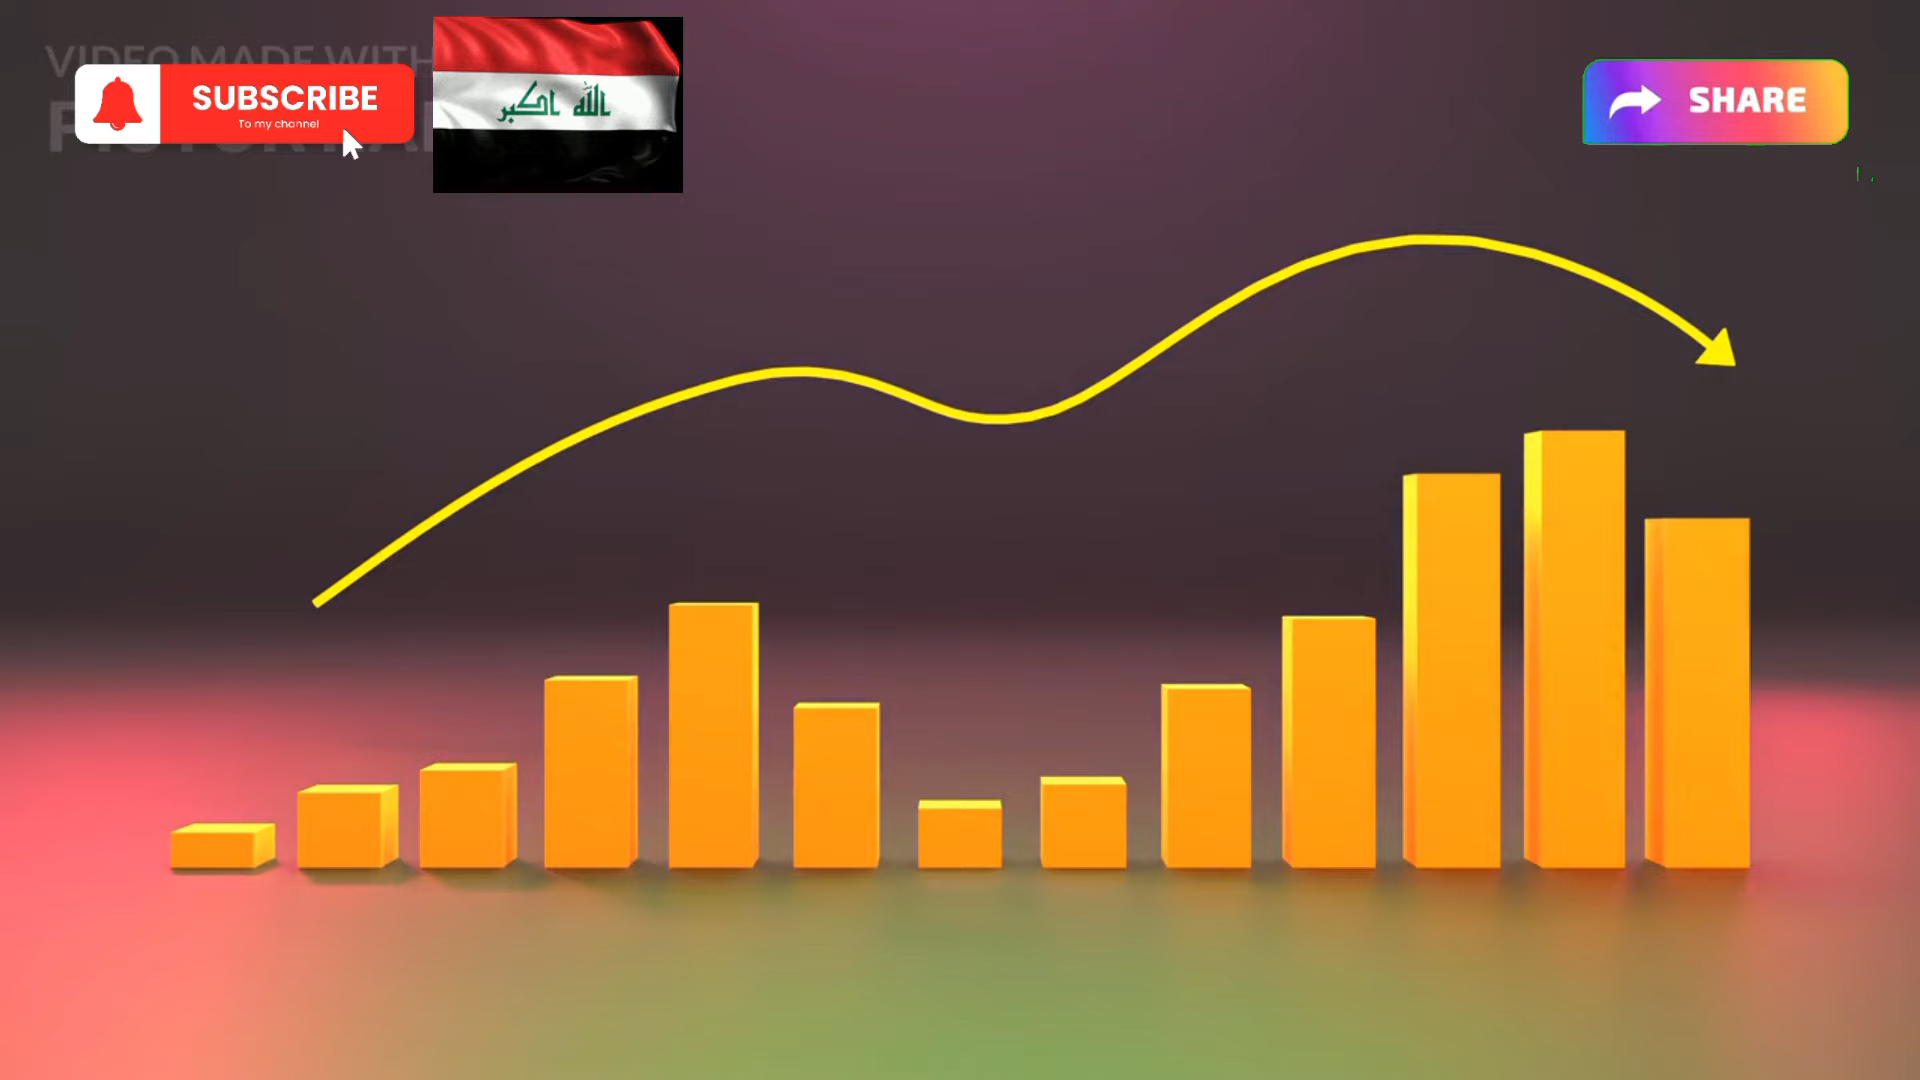 VIDEO MADE WITH
SUBSCRIBE
To my channel
الله اكبر
SHARE